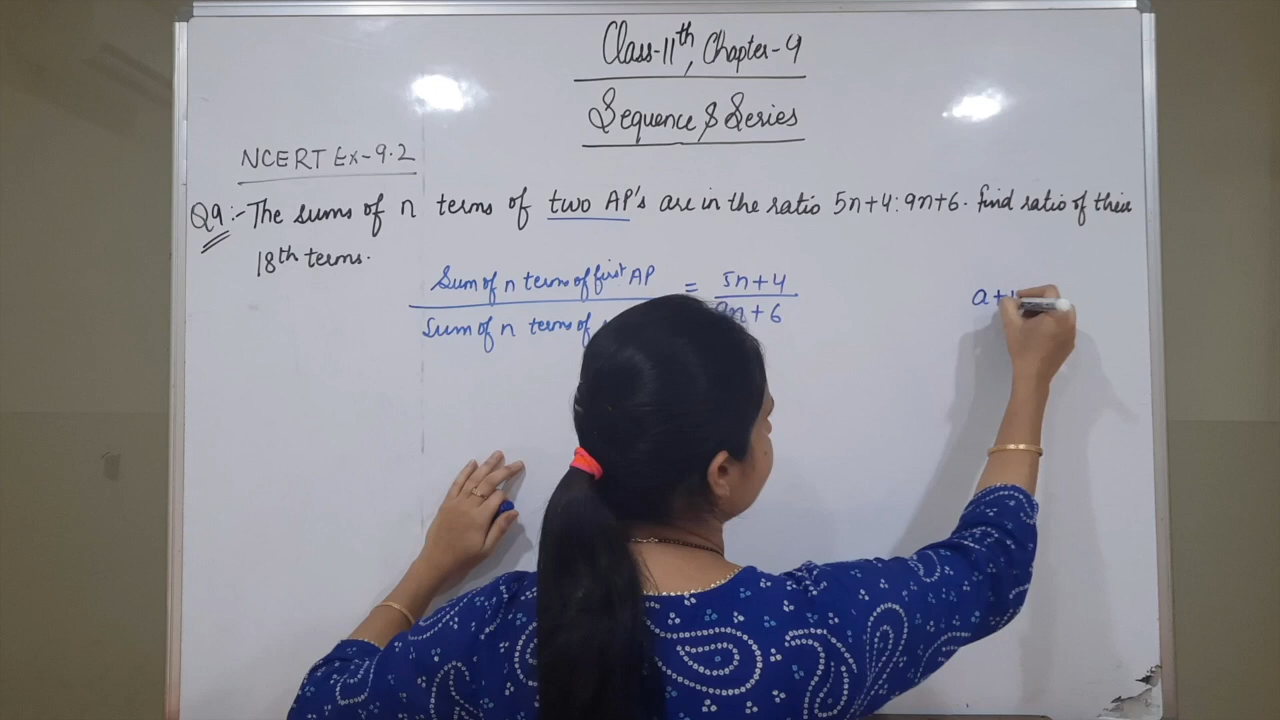 Class-11th, Chapter-9
Sequence & Series
NCERT Ex-9.2
Q9:- The sums of n terms of two AP's are in the ratio 5n+4:9n+6. find ratio of their
18th terms.
Sum of n term of first AP = 5n+4
Sum of n terms of 9n+6
a+